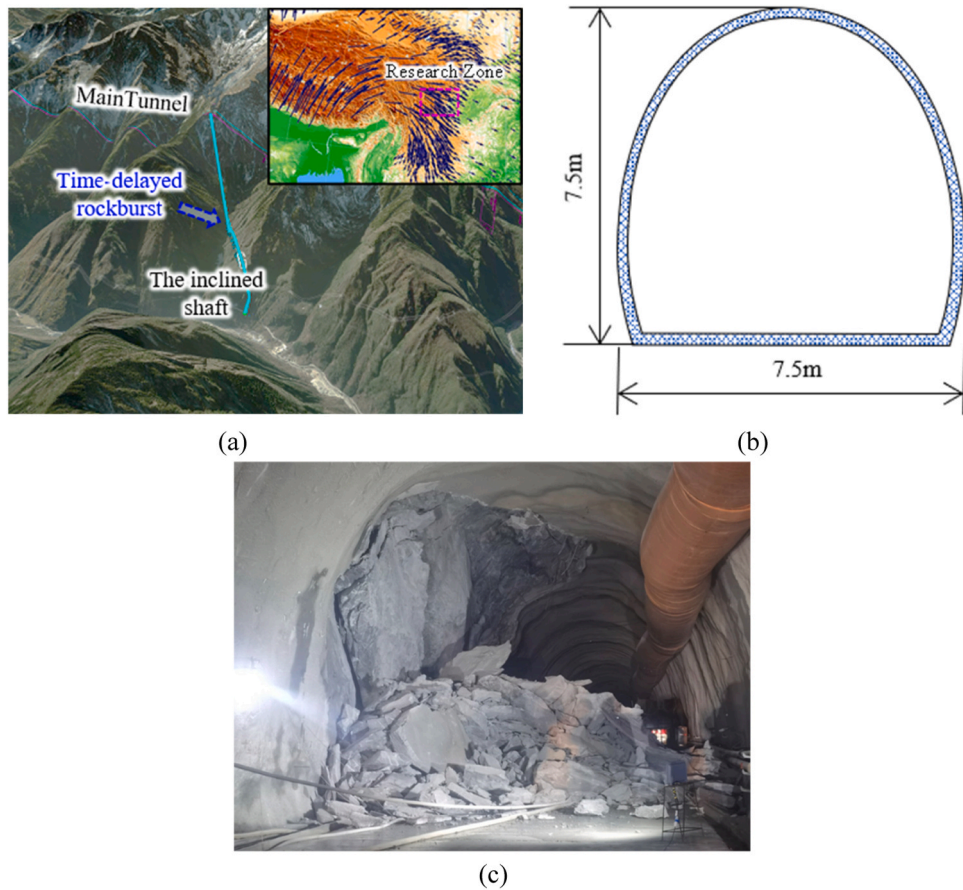 Research Zone
MainTunnel
Time-delayed
rockburst
The inclined
shaft
(a)
7.5m
7.5m
(b)
(c)